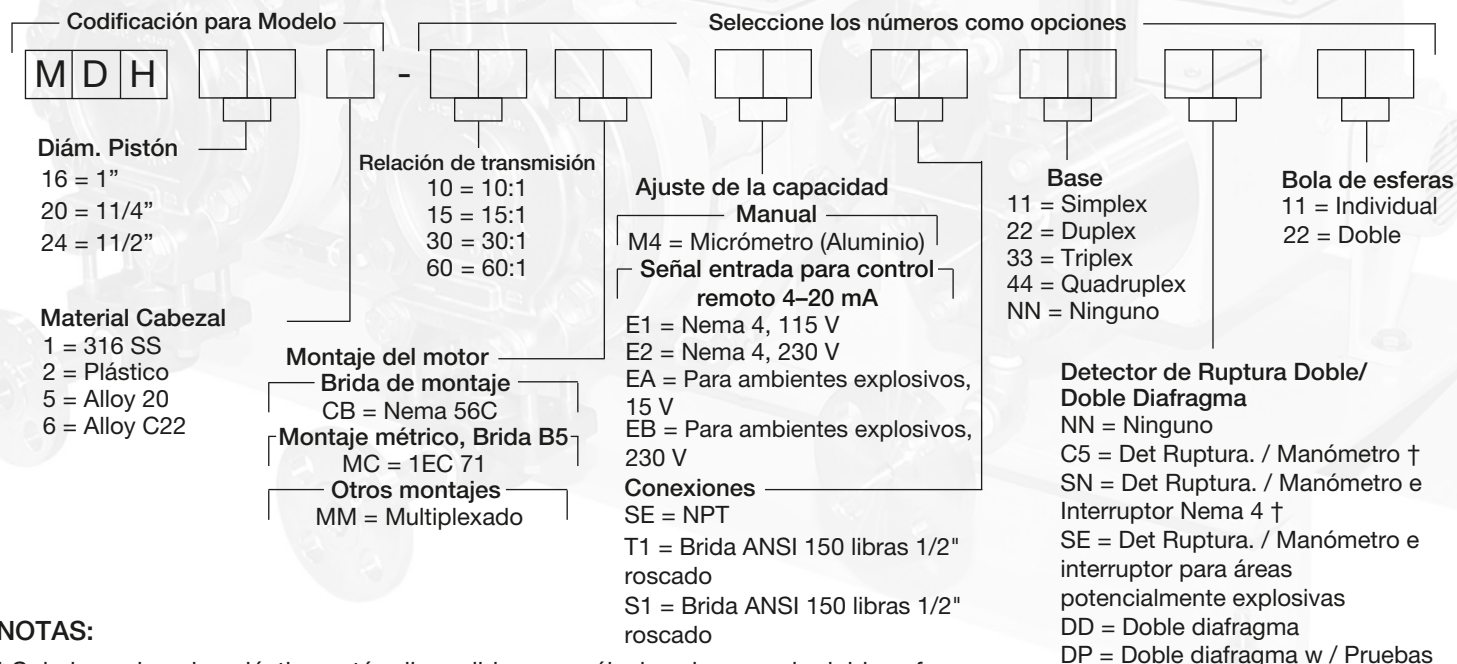 Codificación para Modelo
Seleccione los números como opciones
M D H
-
Diám. Pistón
16 = 1”
20 = 11/4”
24 = 11/2”
Material Cabezal
1 = 316 SS
2 = Plástico
5 = Alloy 20
6 = Alloy C22
Relación de transmisión
10 = 10:1
15 = 15:1
30 = 30:1
60 = 60:1
Montaje del motor
Brida de montaje
CB = Nema 56C
Montaje métrico, Brida B5
MC = 1EC 71
Otros montajes
MM = Multiplexado
Ajuste de la capacidad
Manual
M4 = Micrómetro (Aluminio)
Señal entrada para control
remoto 4–20 mA
E1 = Nema 4, 115 V
E2 = Nema 4, 230 V
EA = Para ambientes explosivos,
15 V
EB = Para ambientes explosivos,
230 V
Conexiones
SE = NPT
T1 = Brida ANSI 150 libras 1/2"
roscado
S1 = Brida ANSI 150 libras 1/2"
roscado
Base
11 = Simplex
22 = Duplex
33 = Triplex
44 = Quadruplex
NN = Ninguno
Detector de Ruptura Doble/
Doble Diafragma
NN = Ninguno
C5 = Det Ruptura. / Manómetro †
SN = Det Ruptura. / Manómetro e
Interruptor Nema 4 †
SE = Det Ruptura. / Manómetro e
interruptor para áreas
potencialmente explosivas
DD = Doble diafragma
DP = Doble diafragma w / Pruebas
Bola de esferas
11 = Individual
22 = Doble
NOTAS: